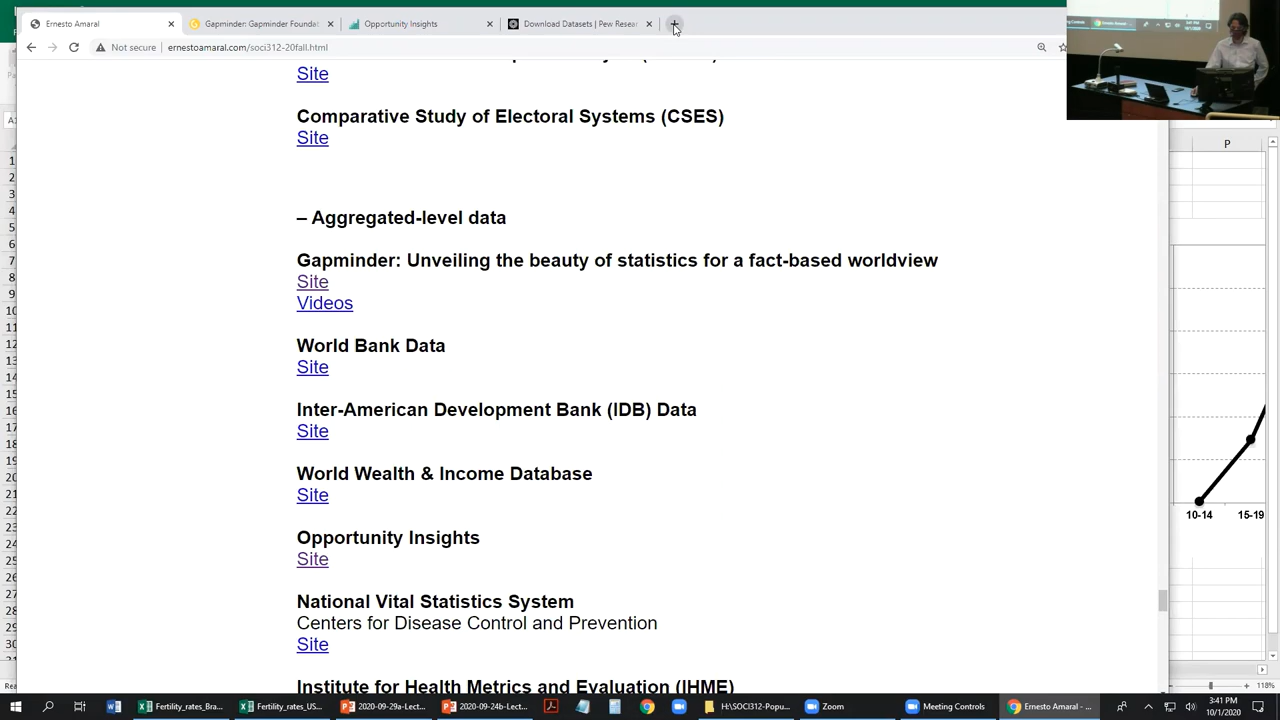 Ernesto Amaral
Gapminder: Gapminder Foundat
Opportunity Insights
Download Datasets | Pew Resear
Not secure
ernestoamaral.com/soci312-20fall.html
Site
Comparative Study of Electoral Systems (CSES)
Site
– Aggregated-level data
Gapminder: Unveiling the beauty of statistics for a fact-based worldview
Site
Videos
World Bank Data
Site
Inter-American Development Bank (IDB) Data
Site
World Wealth & Income Database
Site
Opportunity Insights
Site
National Vital Statistics System
Centers for Disease Control and Prevention
Site
Institute for Health Metrics and Evaluation (IHME)
P
10-14
15-19
118%
Fertility_rates_Bra...
Fertility_rates_US...
2020-09-29a-Lect...
2020-09-24b-Lect...
H:\SOCI312-Popu...
Zoom
Meeting Controls
Ernesto Amaral - ...
3:41 PM
10/1/2020